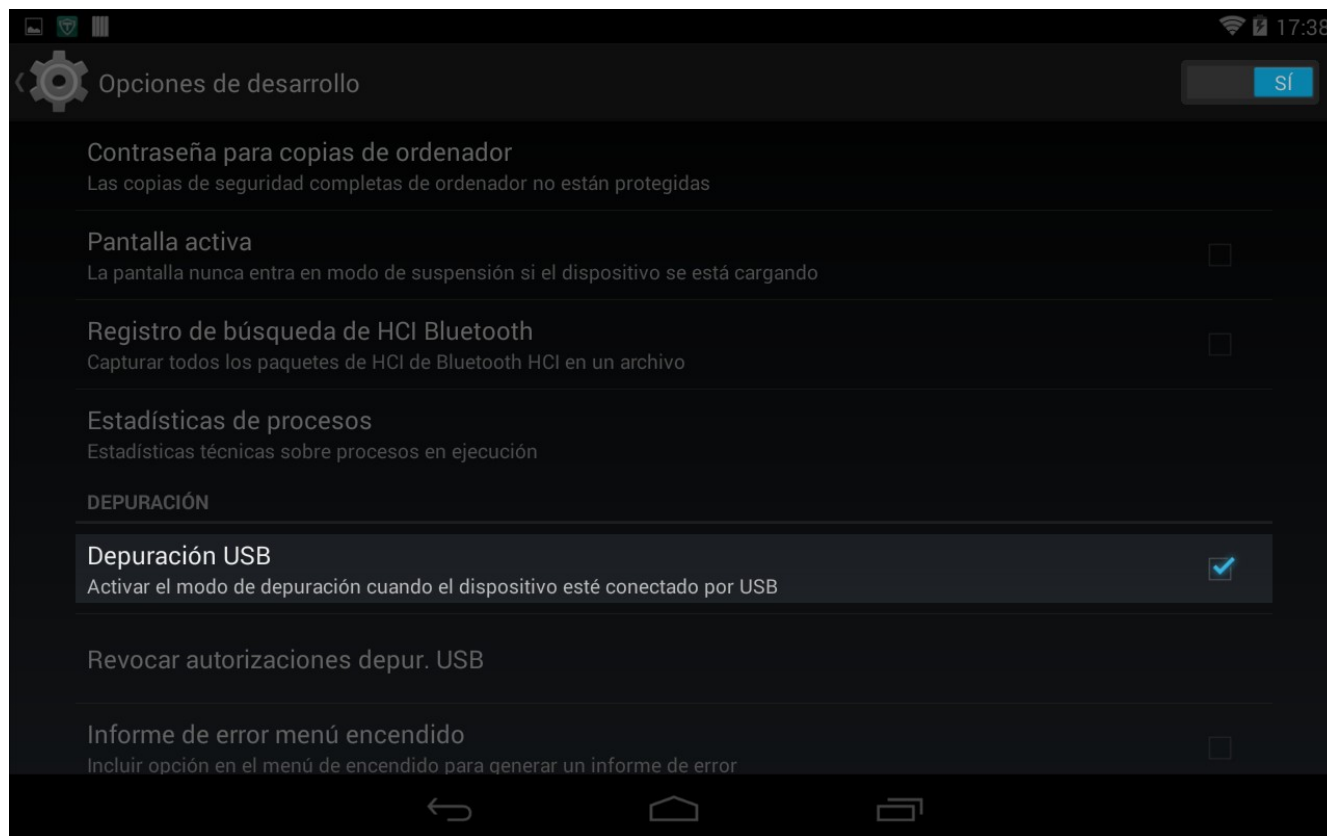 17:38
Opciones de desarrollo
SÍ
Contraseña para copias de ordenador
Las copias de seguridad completas de ordenador no están protegidas
Pantalla activa
La pantalla nunca entra en modo de suspensión si el dispositivo se está cargando
Registro de búsqueda de HCI Bluetooth
Capturar todos los paquetes de HCI de Bluetooth HCI en un archivo
Estadísticas de procesos
Estadísticas técnicas sobre procesos en ejecución
DEPURACIÓN
Depuración USB
Activar el modo de depuración cuando el dispositivo esté conectado por USB
Revocar autorizaciones depur. USB
Informe de error menú encendido
Incluir opción en el menú de encendido para generar un informe de error